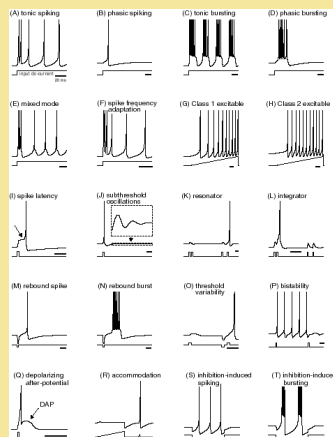 (A) tonic spiking
(B) phasic spiking
(C) tonic bursting
(D) phasic bursting
input dc-current
20 ms
(E) mixed mode
(F) spike frequency
adaptation
(G) Class 1 excitable
(H) Class 2 excitable
(I) spike latency
(J) subthreshold
oscillations
(K) resonator
(L) integrator
(M) rebound spike
(N) rebound burst
(O) threshold
variability
(P) bistability
(Q) depolarizing
after-potential
DAP
(R) accommodation
(S) inhibition-induced
spiking
(T) inhibition-induced
bursting